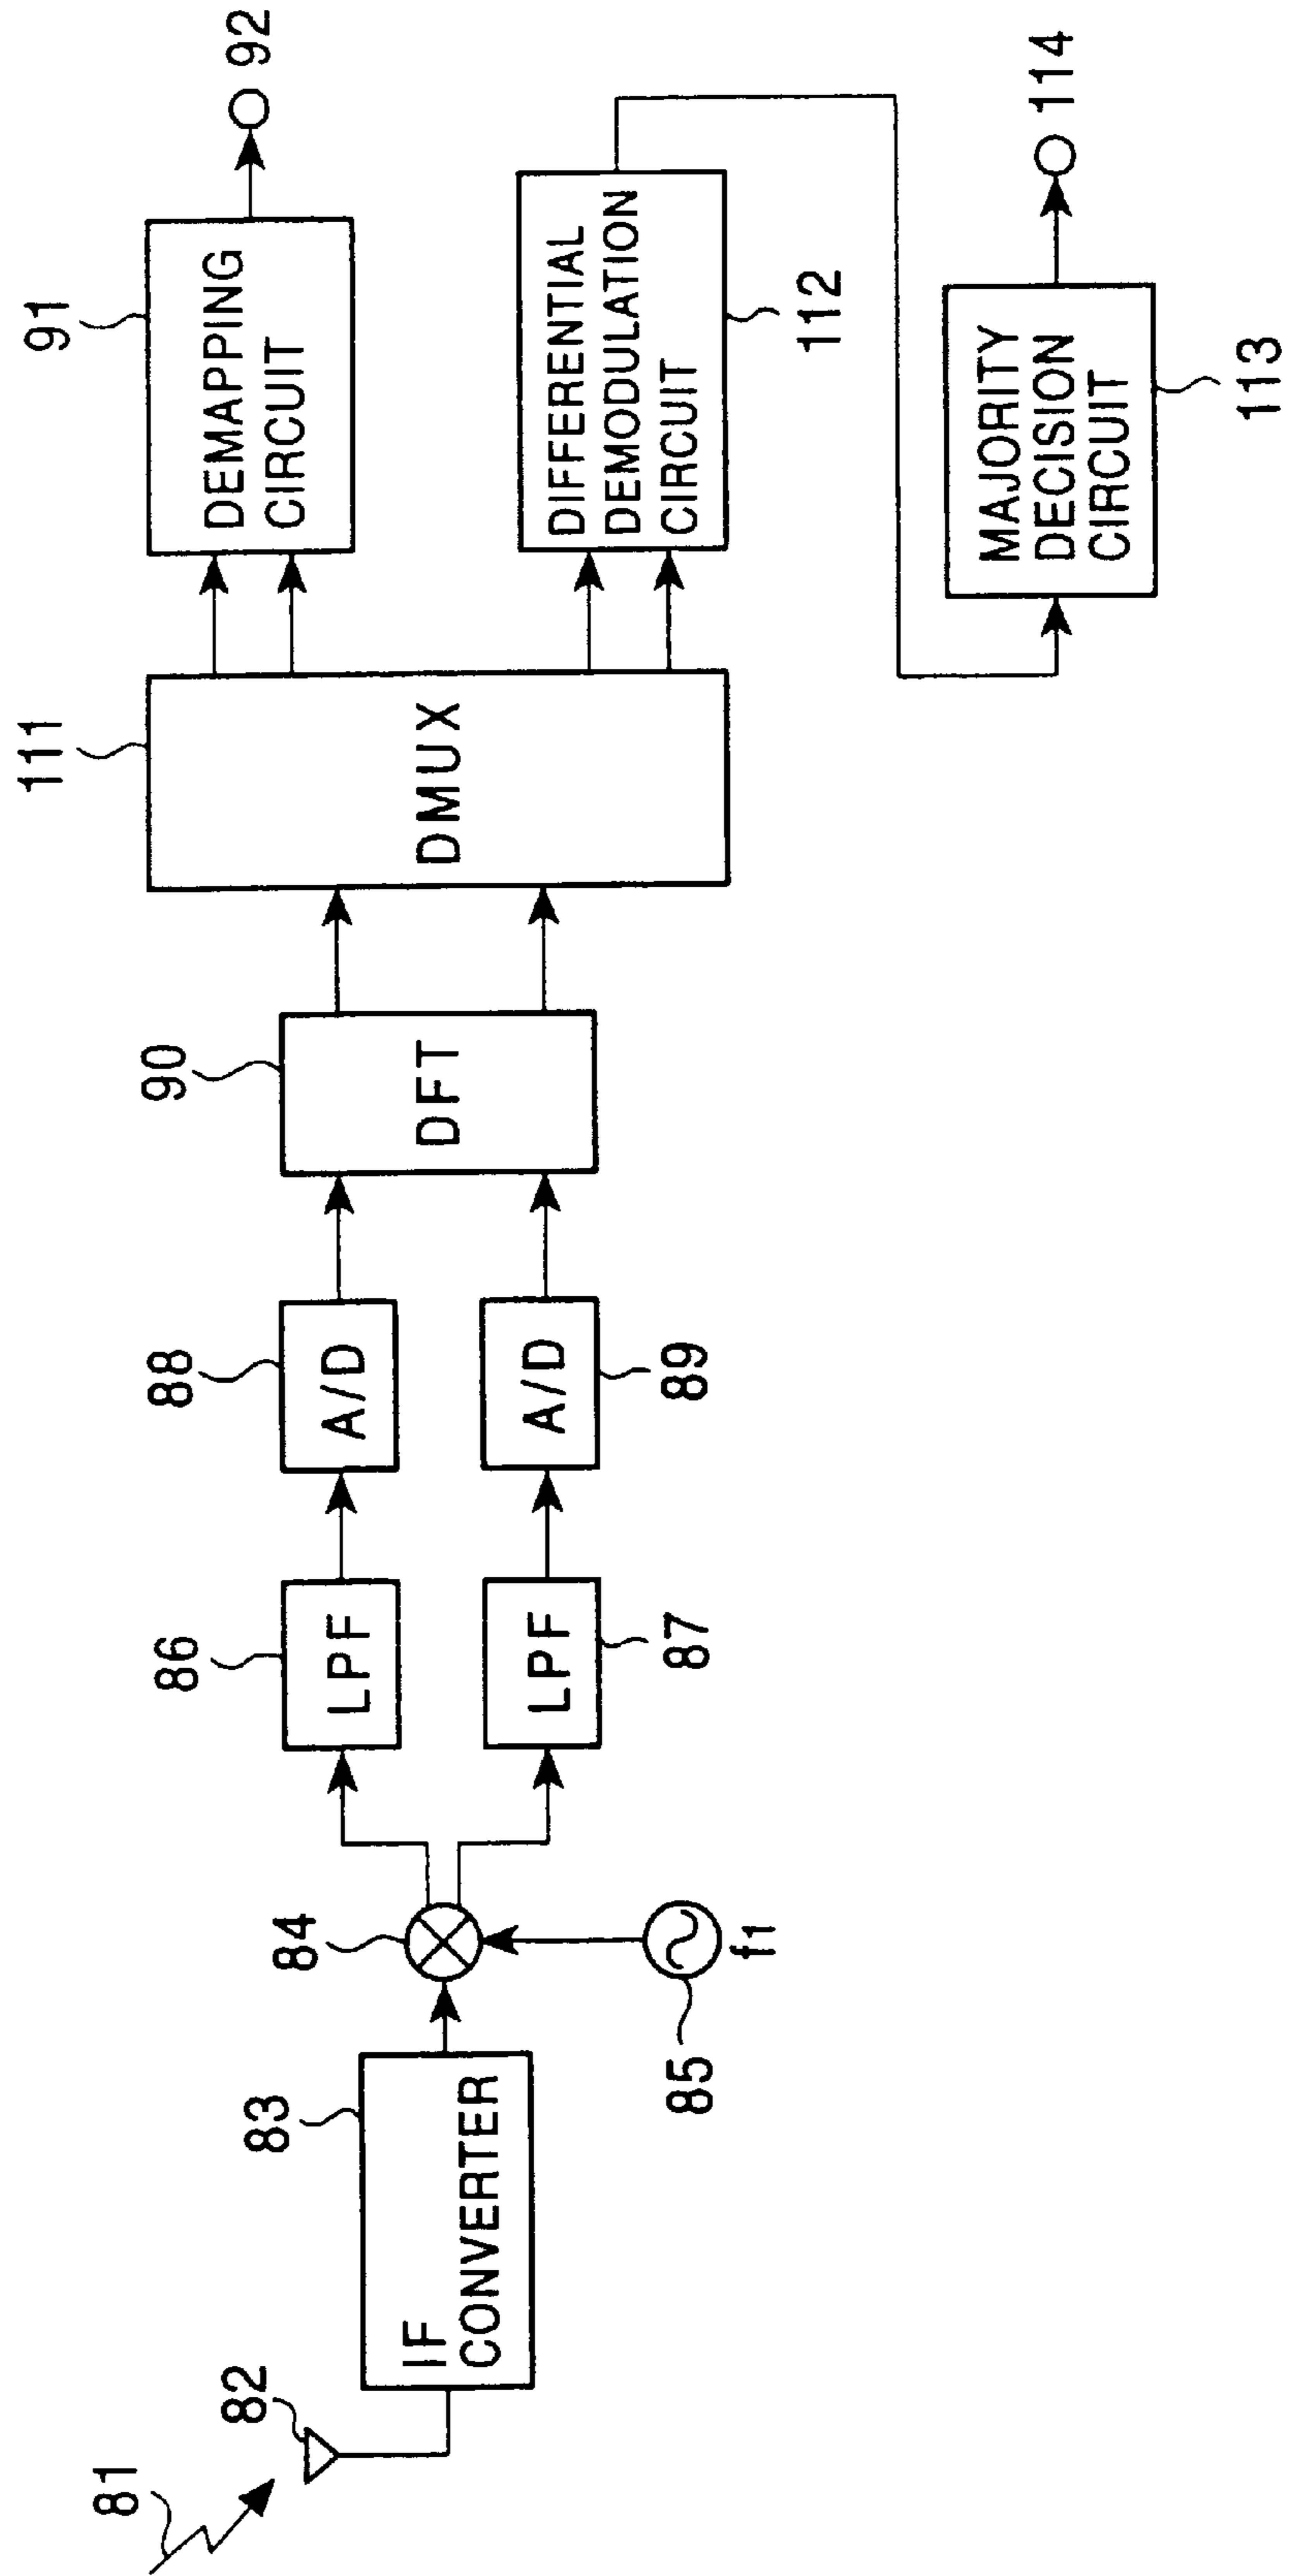 81
82
83
IF
CONVERTER
84
85
f1
86
LPF
87
LPF
88
A/D
89
A/D
90
DFT
111
DMUX
91
DEMAPPING
CIRCUIT
92
DIFFERENTIAL
DEMODULATION
CIRCUIT
112
MAJORITY
DECISION
CIRCUIT
113
114